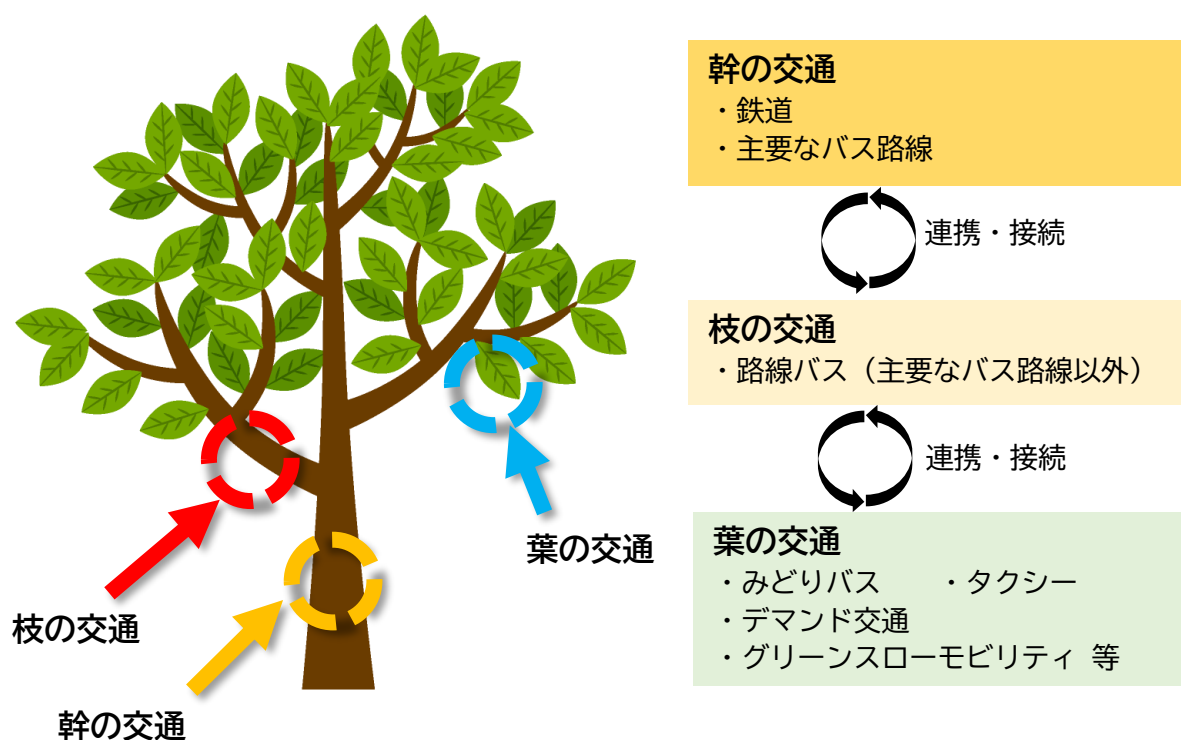 幹の交通
・鉄道
・主要なバス路線
連携・接続
枝の交通
・路線バス（主要なバス路線以外）
連携・接続
葉の交通
・みどりバス　　・タクシー
・デマンド交通
・グリーンスローモビリティ 等
葉の交通
枝の交通
幹の交通